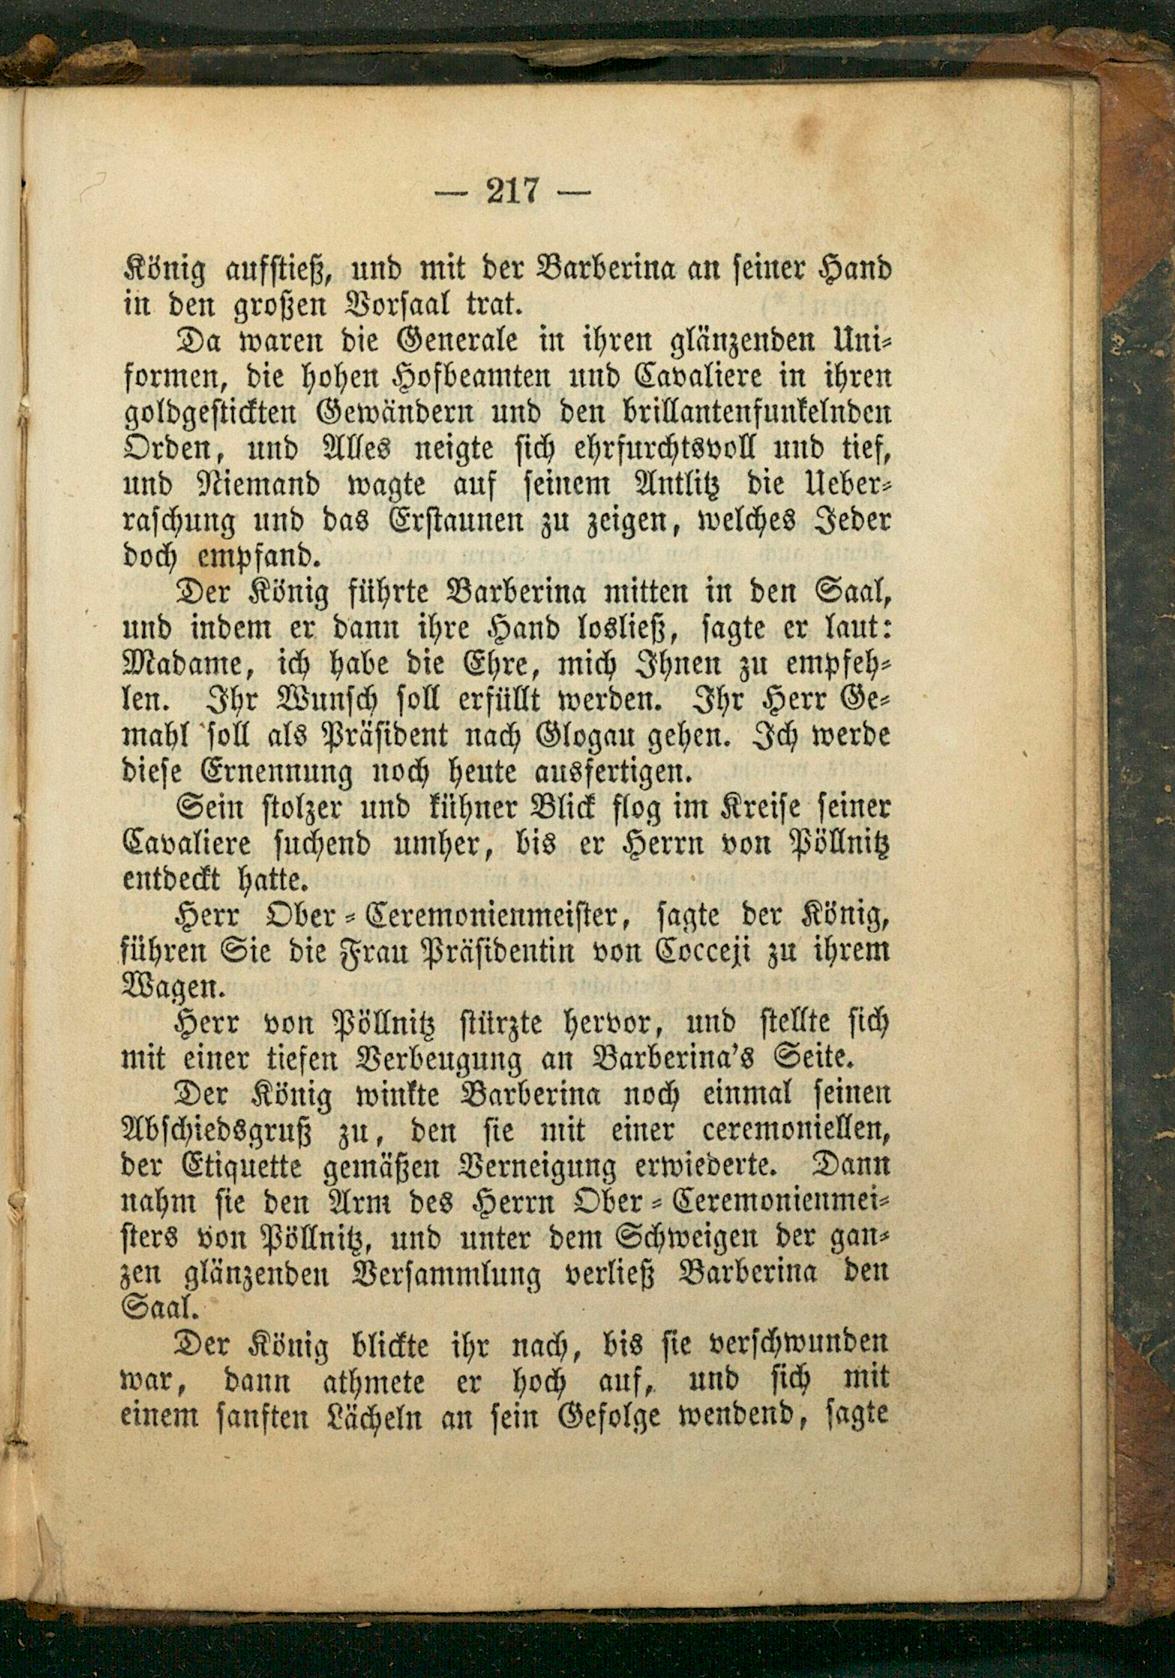 — 217 —
König aufstieß, und mit der Barberina an seiner Hand
in den großen Vorsaal trat.
Da waren die Generale in ihren glänzenden Uni-
formen, die hohen Hofbeamten und Cavaliere in ihren
goldgestickten Gewändern und den brillantenfunkelnden
Orden, und Alles neigte sich ehrfurchtsvoll und tief,
und Niemand wagte auf seinem Antlitz die Ueber-
raschung und das Erstaunen zu zeigen, welches Jeder
doch empfand.
Der König führte Barberina mitten in den Saal,
und indem er dann ihre Hand losließ, sagte er laut:
Madame, ich habe die Ehre, mich Ihnen zu empfeh-
len. Ihr Wunsch soll erfüllt werden. Ihr Herr Ge-
mahl soll als Präsident nach Glogau gehen. Ich werde
diese Ernennung noch heute ausfertigen.
Sein stolzer und kühner Blick flog im Kreise seiner
Cavaliere suchend umher, bis er Herrn von Pöllnitz
entdeckt hatte.
Herr Ober-Ceremonienmeister, sagte der König,
führen Sie die Frau Präsidentin von Cocceji zu ihrem
Wagen.
Herr von Pöllnitz stürzte hervor, und stellte sich
mit einer tiefen Verbeugung an Barberina's Seite.
Der König winkte Barberina noch einmal seinen
Abschiedsgruß zu, den sie mit einer ceremoniellen,
der Etiquette gemäßen Verneigung erwiederte. Dann
nahm sie den Arm des Herrn Ober-Ceremonienmei-
sters von Pöllnitz, und unter dem Schweigen der gan-
zen glänzenden Versammlung verließ Barberina den
Saal.
Der König blickte ihr nach, bis sie verschwunden
war, dann athmete er hoch auf, und sich mit
einem sanften Lächeln an sein Gefolge wendend, sagte